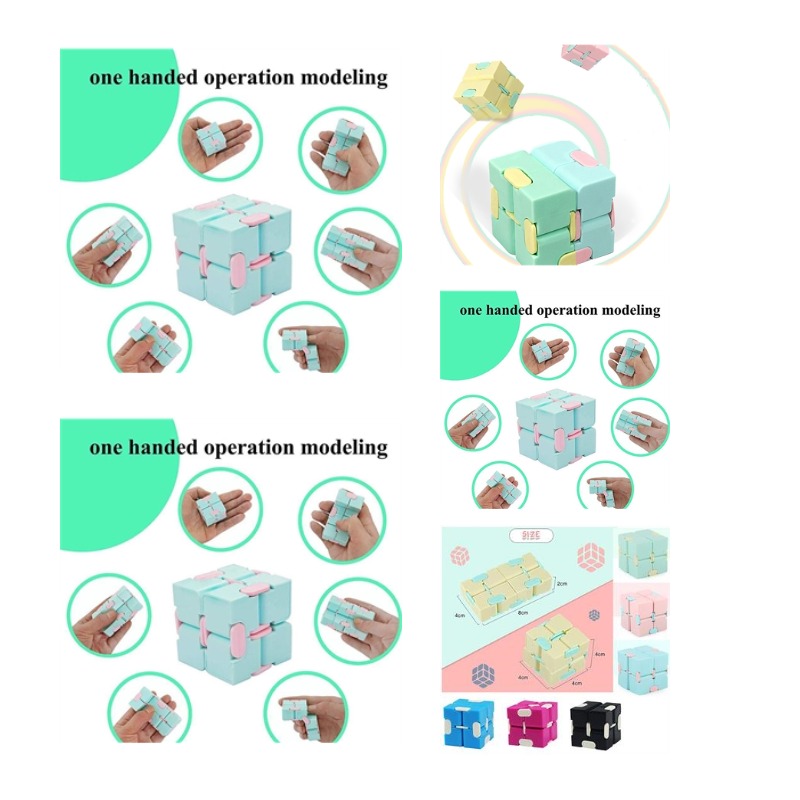 one handed operation modeling
one handed operation modeling
one handed operation modeling
SIZE
2cm
4cm
8cm
4cm
4cm
4cm